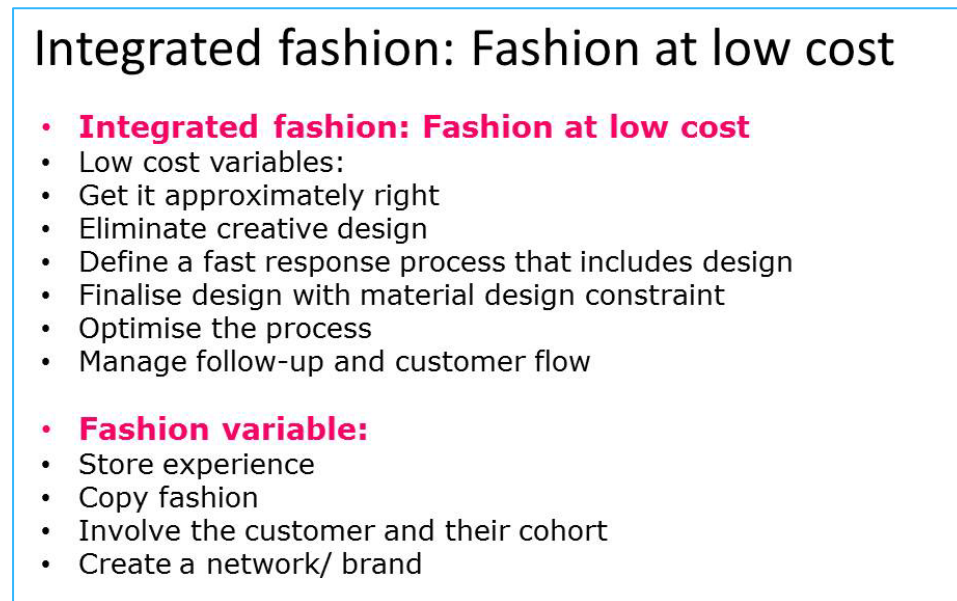 Integrated fashion: Fashion at low cost
• Integrated fashion: Fashion at low cost
• Low cost variables:
• Get it approximately right
• Eliminate creative design
• Define a fast response process that includes design
• Finalise design with material design constraint
• Optimise the process
• Manage follow-up and customer flow
• Fashion variable:
• Store experience
• Copy fashion
• Involve the customer and their cohort
• Create a network/ brand